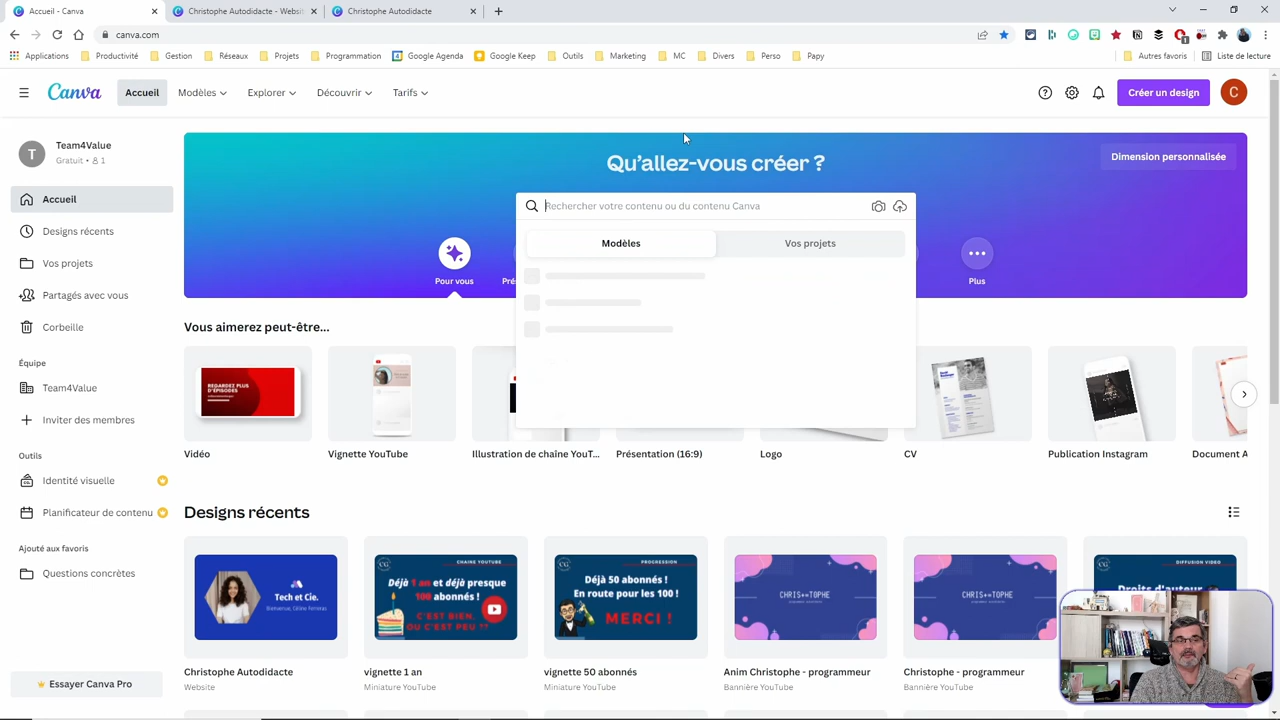 Accueil - Canva
Christophe Autodidacte - Websit
Christophe Autodidacte
canva.com
Applications
Productivité
Gestion
Réseaux
Projets
Programmation
Google Agenda
Google Keep
Outils
Marketing
MC
Divers
Perso
Papy
Autres favoris
Liste de lecture
Canva
Accueil
Modèles
Explorer
Découvrir
Tarifs
Créer un design
C
T
Team4Value
Gratuit • 1
Accueil
Designs récents
Vos projets
Partagés avec vous
Corbeille
Équipe
Team4Value
Inviter des membres
Outils
Identité visuelle
Planificateur de contenu
Ajouté aux favoris
Questions concrètes
Essayer Canva Pro
Qu'allez-vous créer ?
Dimension personnalisée
Rechercher votre contenu ou du contenu Canva
Modèles
Vos projets
Pour vous
Plus
Vous aimerez peut-être...
REGARDEZ PLUS
D'ÉPISODES
Vidéo
Vignette YouTube
Illustration de chaîne YouT...
Présentation (16:9)
Logo
CV
Publication Instagram
Document A
Designs récents
Tech et Cie.
CHAINE YOUTUBE
Déjà 1 an et déjà presque
100 abonnés !
C'EST BIEN,
OU C'EST PEU ??
PROGRESSION
Déjà 50 abonnés !
En route pour les 100 !
MERCI !
CHRIS+=TOPHE
CHRIS+=TOPHE
DIFFUSION VIDEO
Droits d'auteur
Christophe Autodidacte
Website
vignette 1 an
Miniature YouTube
vignette 50 abonnés
Miniature YouTube
Anim Christophe - programmeur
Bannière YouTube
Christophe - programmeur
Bannière YouTube